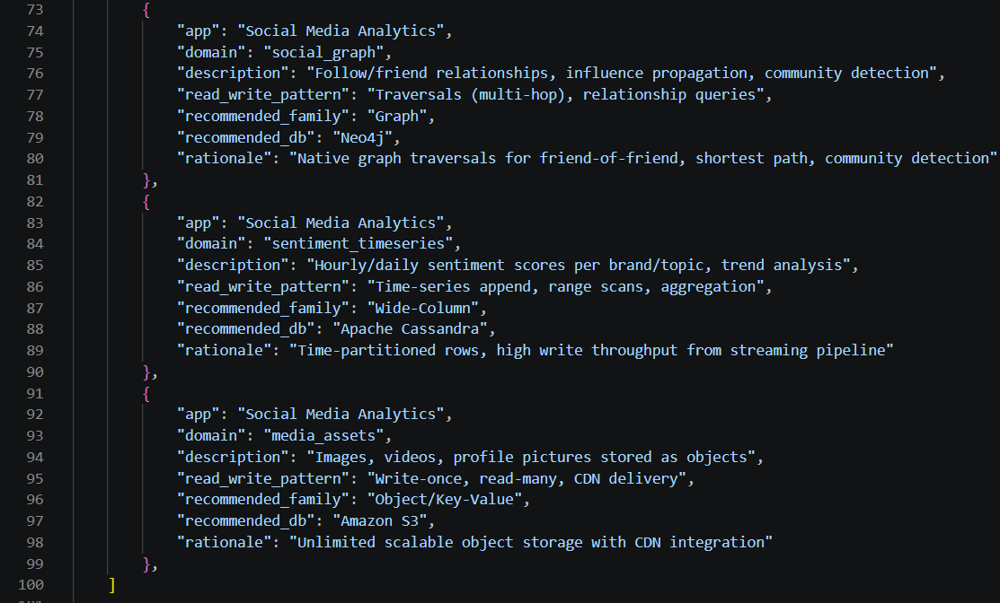 73 {
74 "app": "Social Media Analytics",
75 "domain": "social_graph",
76 "description": "Follow/friend relationships, influence propagation, community detection",
77 "read_write_pattern": "Traversals (multi-hop), relationship queries",
78 "recommended_family": "Graph",
79 "recommended_db": "Neo4j",
80 "rationale": "Native graph traversals for friend-of-friend, shortest path, community detection"
81 },
82 {
83 "app": "Social Media Analytics",
84 "domain": "sentiment_timeseries",
85 "description": "Hourly/daily sentiment scores per brand/topic, trend analysis",
86 "read_write_pattern": "Time-series append, range scans, aggregation",
87 "recommended_family": "Wide-Column",
88 "recommended_db": "Apache Cassandra",
89 "rationale": "Time-partitioned rows, high write throughput from streaming pipeline"
90 },
91 {
92 "app": "Social Media Analytics",
93 "domain": "media_assets",
94 "description": "Images, videos, profile pictures stored as objects",
95 "read_write_pattern": "Write-once, read-many, CDN delivery",
96 "recommended_family": "Object/Key-Value",
97 "recommended_db": "Amazon S3",
98 "rationale": "Unlimited scalable object storage with CDN integration"
99 },
100 ]